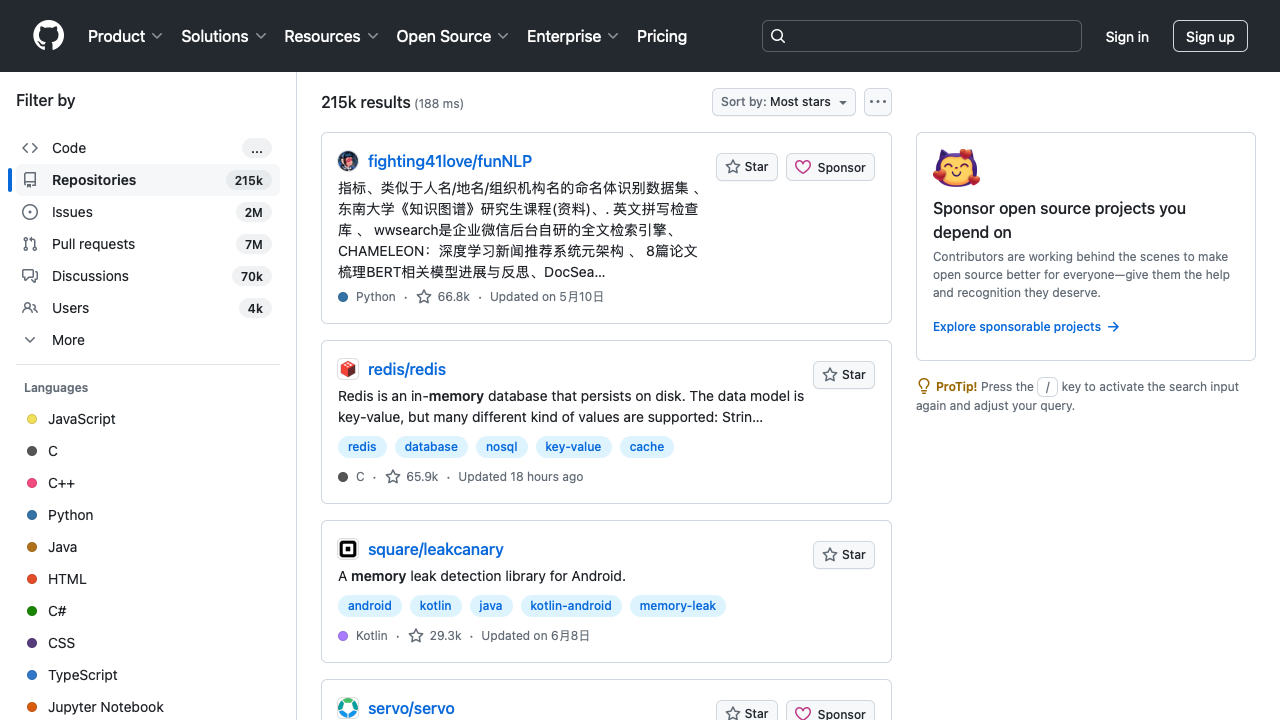 Product
Solutions
Resources
Open Source
Enterprise
Pricing
Sign in
Sign up
Filter by
Code
...
Repositories
215k
Issues
2M
Pull requests
7M
Discussions
70k
Users
4k
More
Languages
JavaScript
C
C++
Python
Java
HTML
C#
CSS
TypeScript
Jupyter Notebook
215k results (188 ms)
Sort by: Most stars
fighting41love/funNLP
Star
Sponsor
指标、类似于人名/地名/组织机构名的命名体识别数据集 、
东南大学《知识图谱》研究生课程(资料)、. 英文拼写检查
库 、 wwsearch是企业微信后台自研的全文检索引擎、
CHAMELEON：深度学习新闻推荐系统元架构 、 8篇论文
梳理BERT相关模型进展与反思、DocSea...
Python · 66.8k · Updated on 5月10日
redis/redis
Star
Redis is an in-memory database that persists on disk. The data model is
key-value, but many different kind of values are supported: Strin...
redis database nosql key-value cache
C · 65.9k · Updated 18 hours ago
square/leakcanary
Star
A memory leak detection library for Android.
android kotlin java kotlin-android memory-leak
Kotlin · 29.3k · Updated on 6月8日
servo/servo
Star
Sponsor
Sponsor open source projects you
depend on
Contributors are working behind the scenes to make
open source better for everyone—give them the help
and recognition they deserve.
Explore sponsorable projects
ProTip! Press the / key to activate the search input
again and adjust your query.